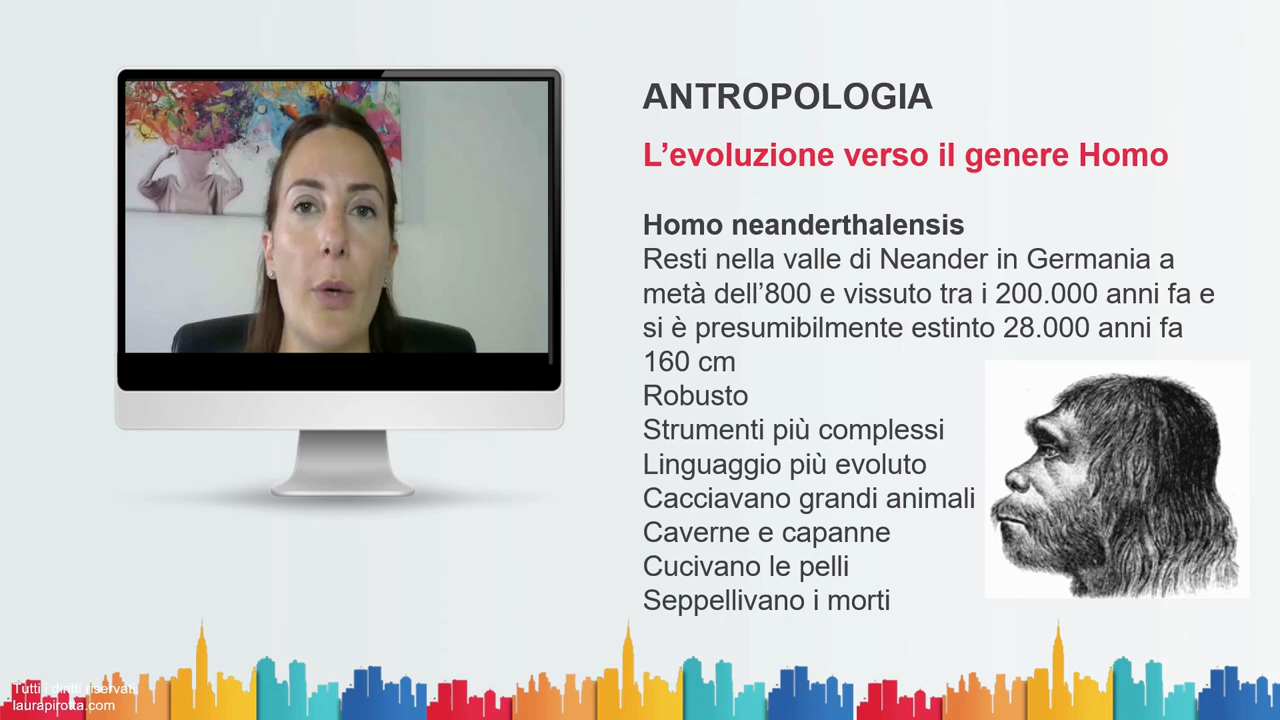 ANTROPOLOGIA
L’evoluzione verso il genere Homo
Homo neanderthalensis
Resti nella valle di Neander in Germania a
metà dell’800 e vissuto tra i 200.000 anni fa e
si è presumibilmente estinto 28.000 anni fa
160 cm
Robusto
Strumenti più complessi
Linguaggio più evoluto
Cacciavano grandi animali
Caverne e capanne
Cucivano le pelli
Seppellivano i morti
Tutti i diritti riservati
laurapirotta.com